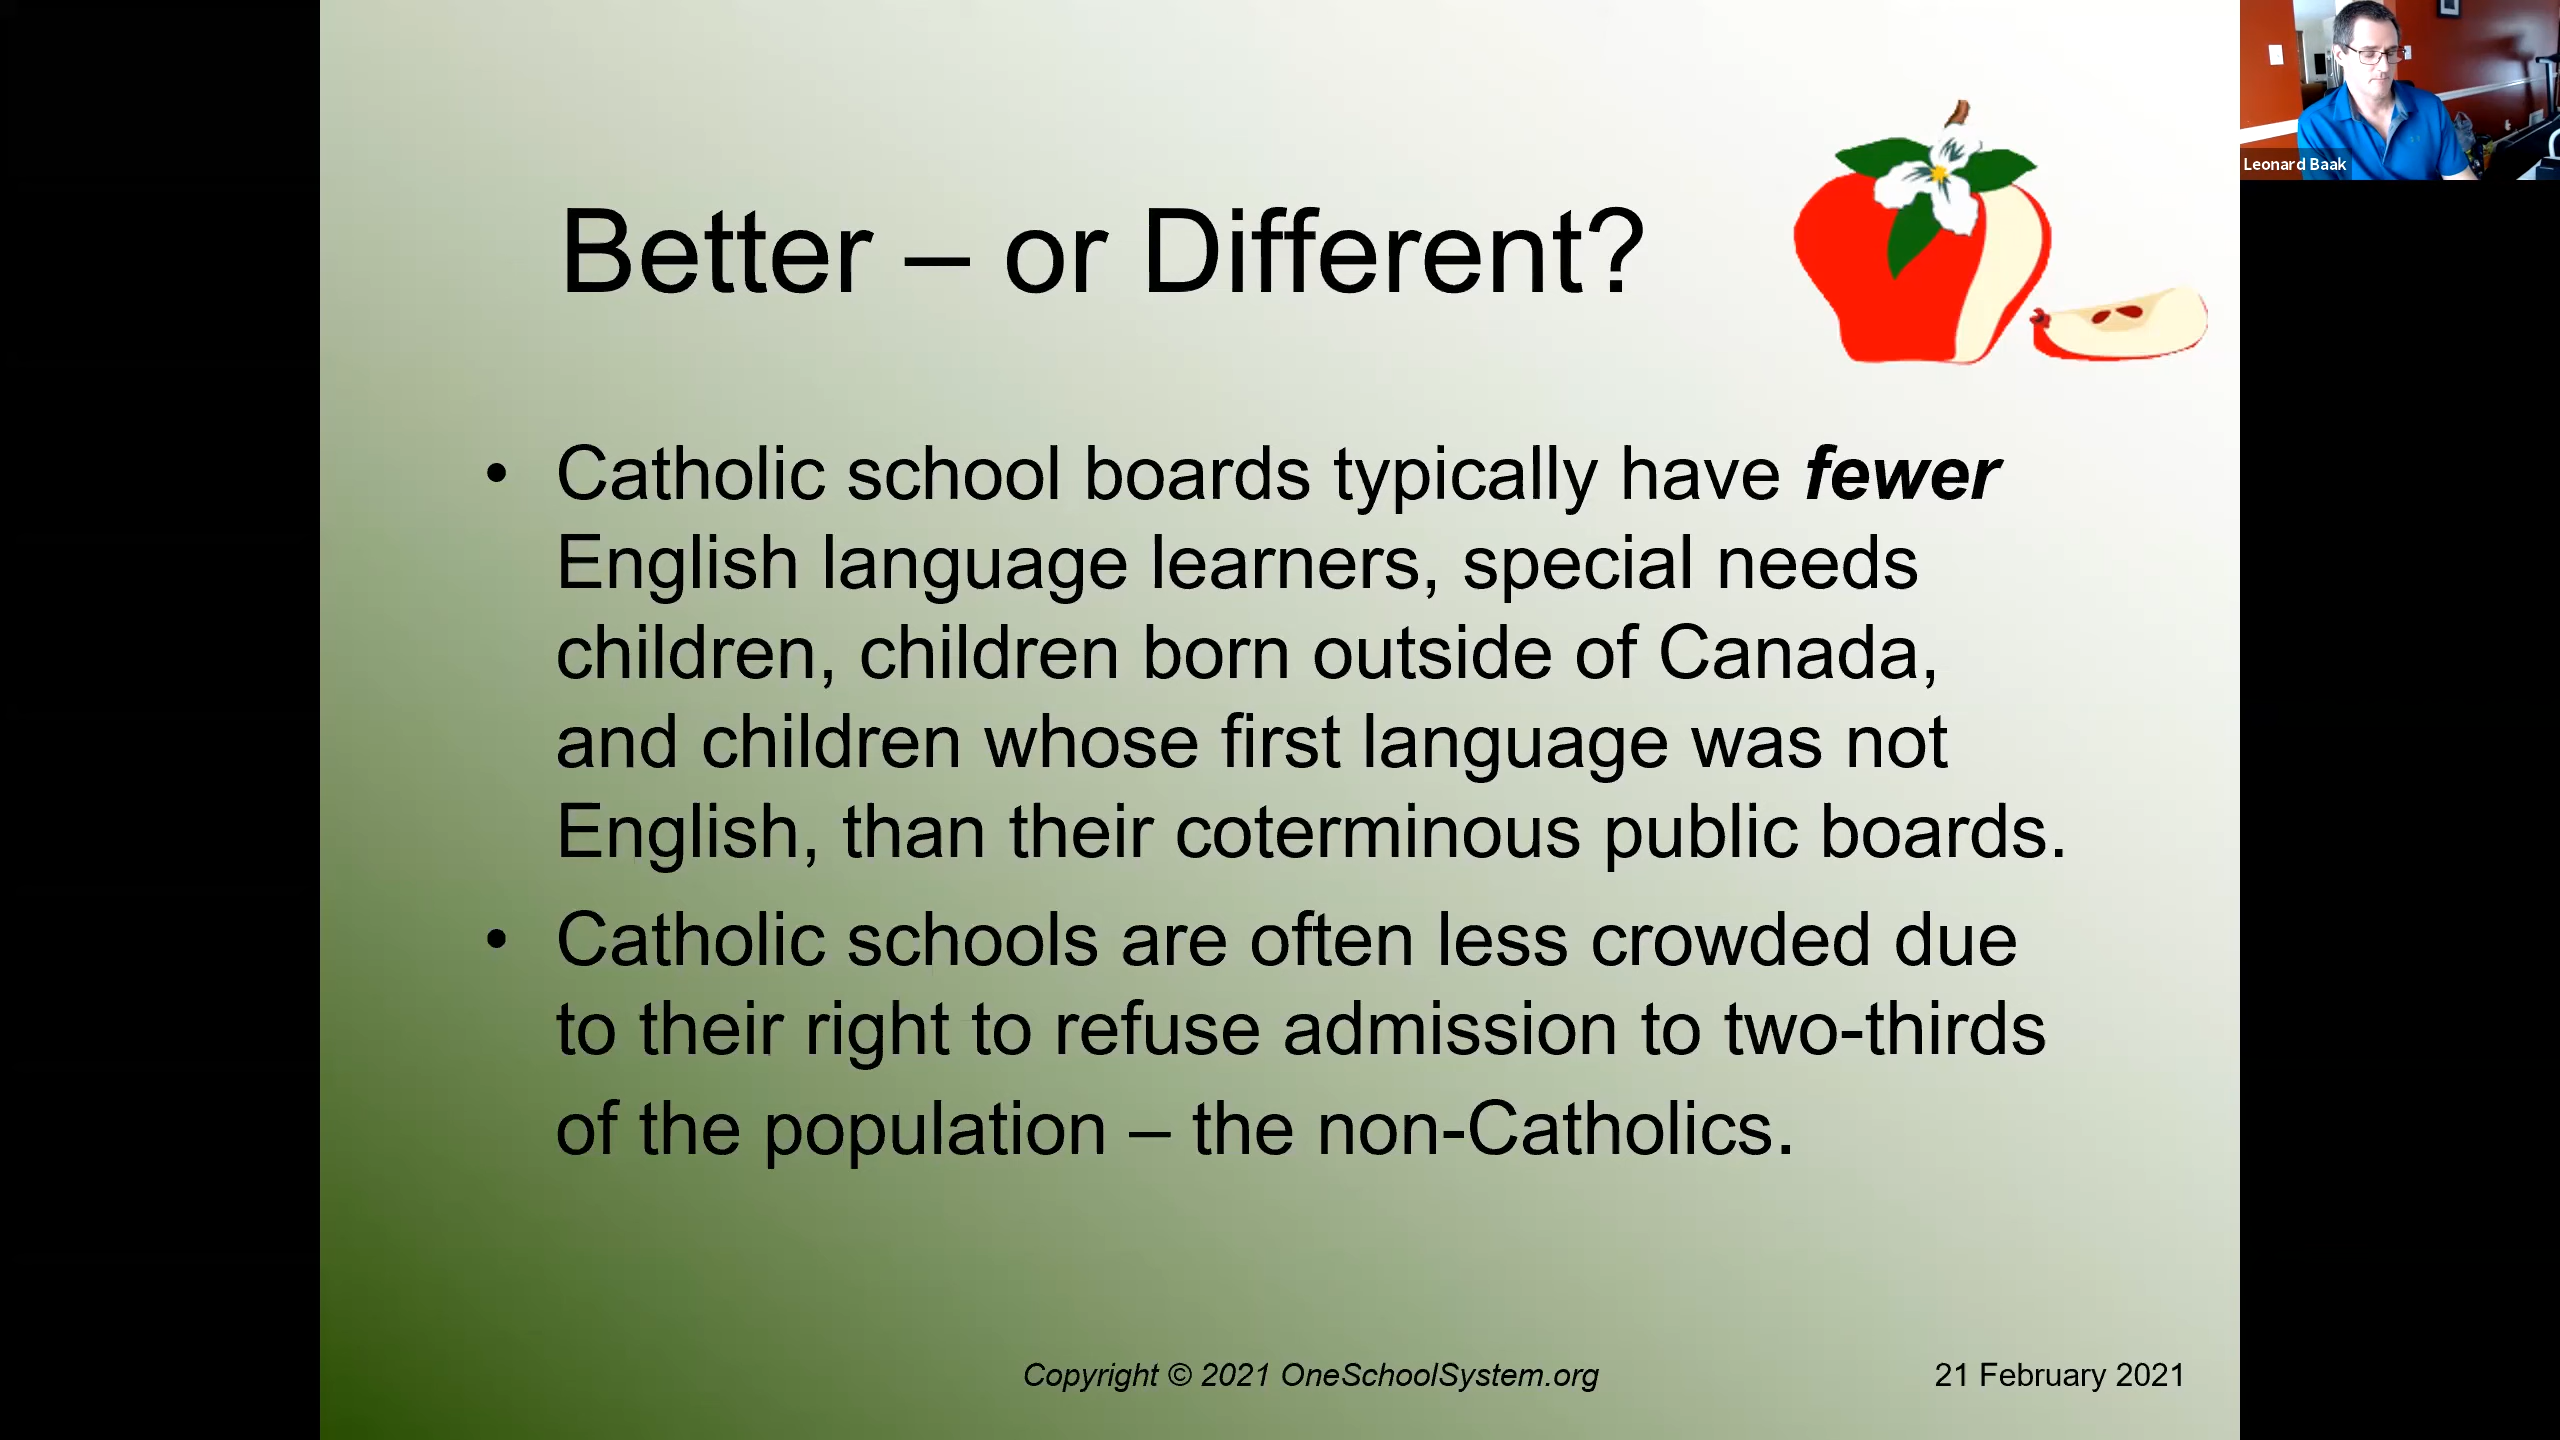 Leonard Baak
Better – or Different?
• Catholic school boards typically have fewer
English language learners, special needs
children, children born outside of Canada,
and children whose first language was not
English, than their coterminous public boards.
• Catholic schools are often less crowded due
to their right to refuse admission to two-thirds
of the population – the non-Catholics.
Copyright © 2021 OneSchoolSystem.org
21 February 2021